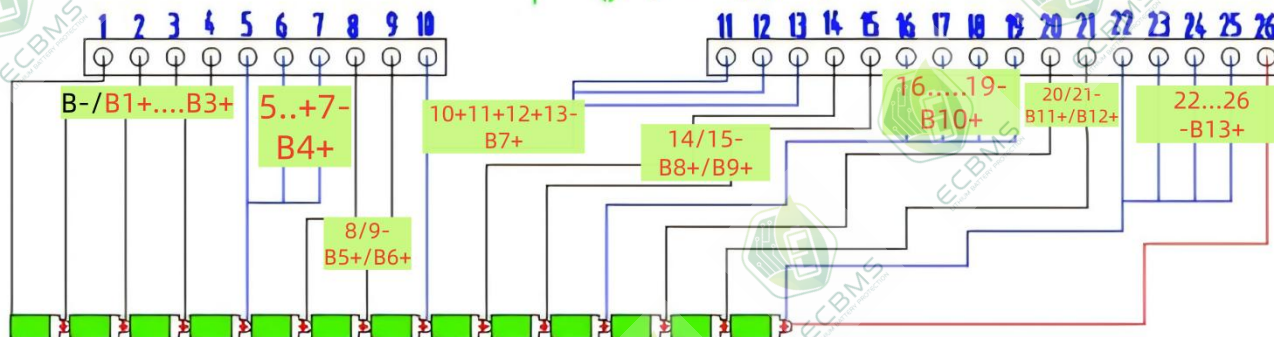 1 2 3 4 5 6 7 8 9 10
11 12 13 14 15 16 17 18 19 20 21 22 23 24 25 26
B-/B1+....B3+
5..+7-
B4+
8/9-
B5+/B6+
10+11+12+13-
B7+
14/15-
B8+/B9+
16.....19-
B10+
20/21-
B11+/B12+
22...26
-B13+
ECBMS
ECBMS
ECBMS